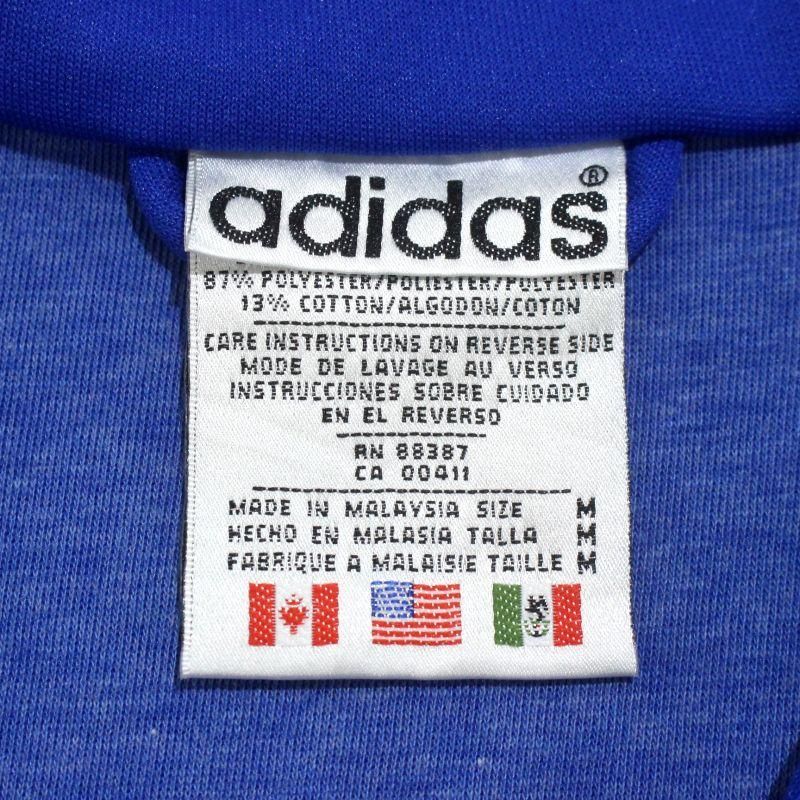 adidas®
87% POLYESTER/POLIESTER/POLYESTER
13% COTTON/ALGODON/COTON
CARE INSTRUCTIONS ON REVERSE SIDE
MODE DE LAVAGE AU VERSO
INSTRUCCIONES SOBRE CUIDADO
EN EL REVERSO
RN 88387
CA 00411
MADE IN MALAYSIA SIZE M
HECHO EN MALASIA TALLA M
FABRIQUE A MALAISIE TAILLE M